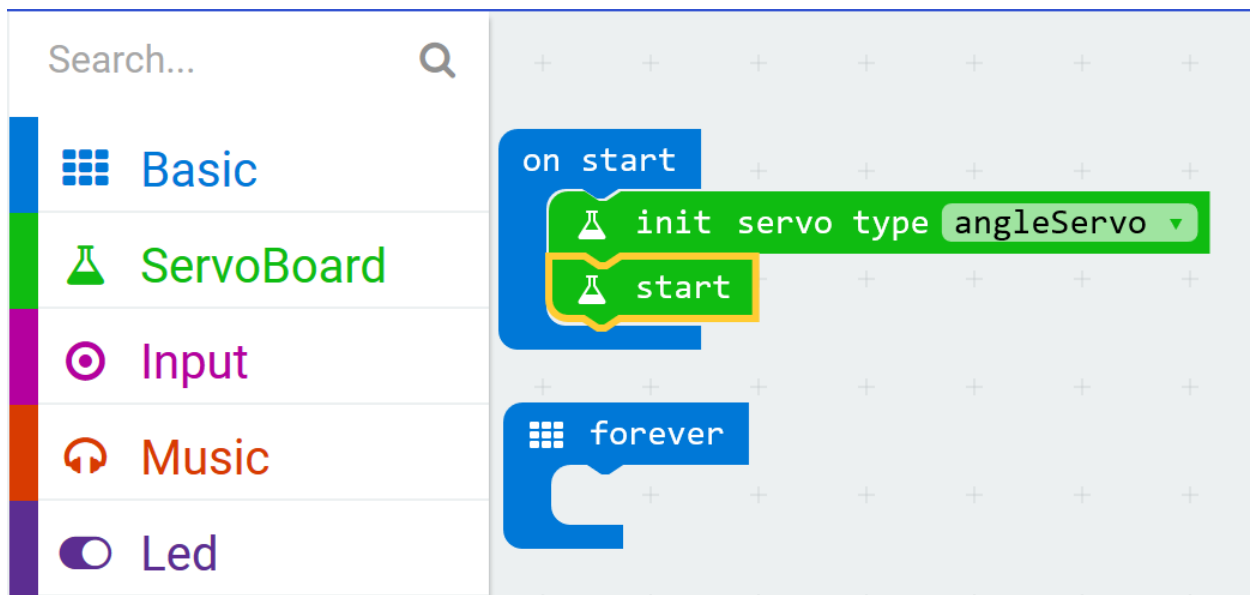 Search...
Basic
ServoBoard
Input
Music
Led
on start
init servo type angleServo
start
forever